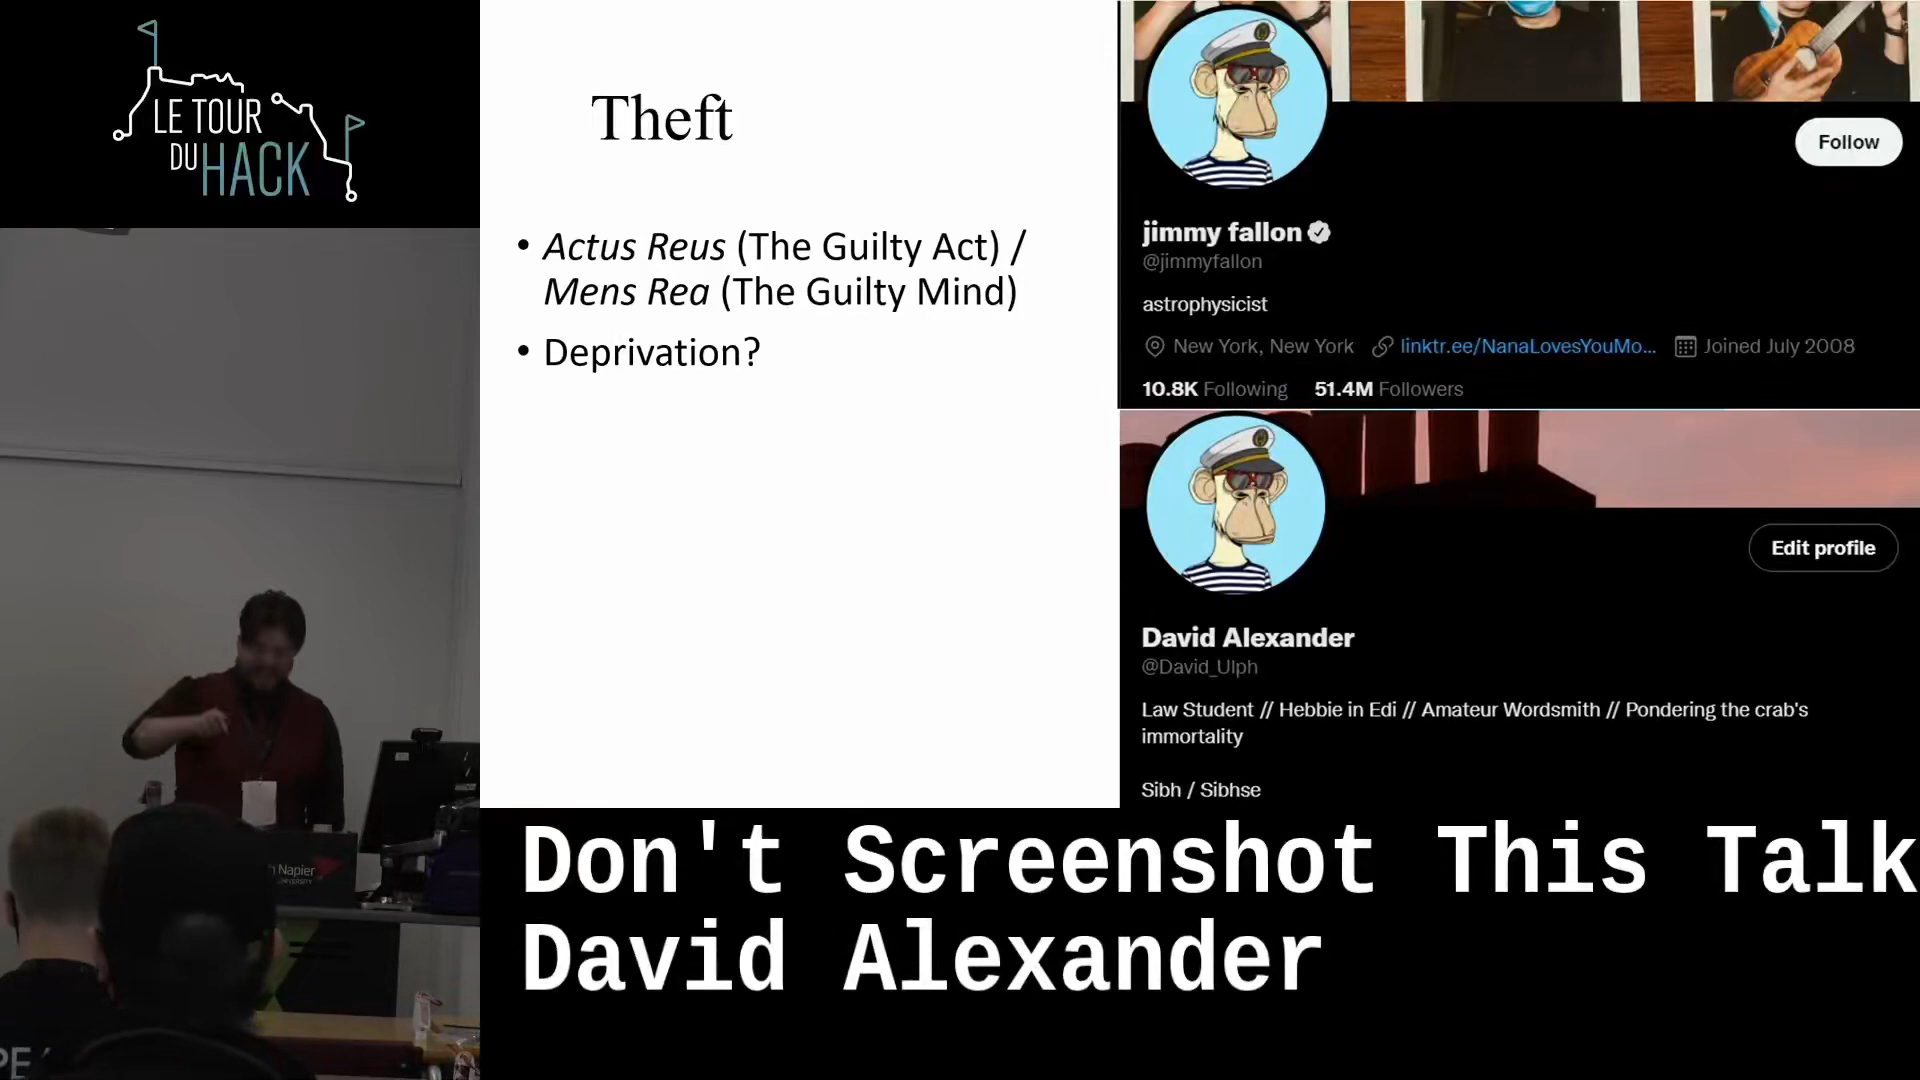 LE TOUR
DU HACK
Theft
• Actus Reus (The Guilty Act) /
Mens Rea (The Guilty Mind)
• Deprivation?
Follow
jimmy fallon
@jimmyfallon
astrophysicist
New York, New York linktr.ee/NanaLovesYouMo... Joined July 2008
10.8K Following 51.4M Followers
Edit profile
David Alexander
@David_Ulph
Law Student // Hebbie in Edi // Amateur Wordsmith // Pondering the crab's
immortality
Sibh / Sibhse
Napier
Don't Screenshot This Talk
David Alexander